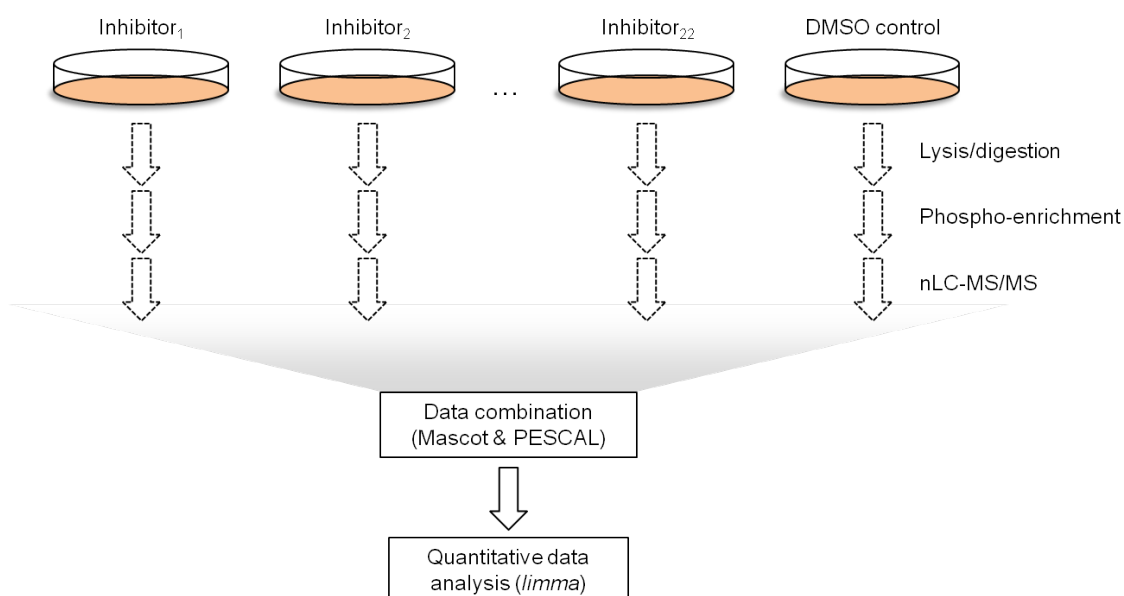 Inhibitor₁
Inhibitor₂
Inhibitor₂₂
DMSO control
...
Lysis/digestion
Phospho-enrichment
nLC-MS/MS
Data combination
(Mascot & PESCAL)
Quantitative data
analysis (limma)